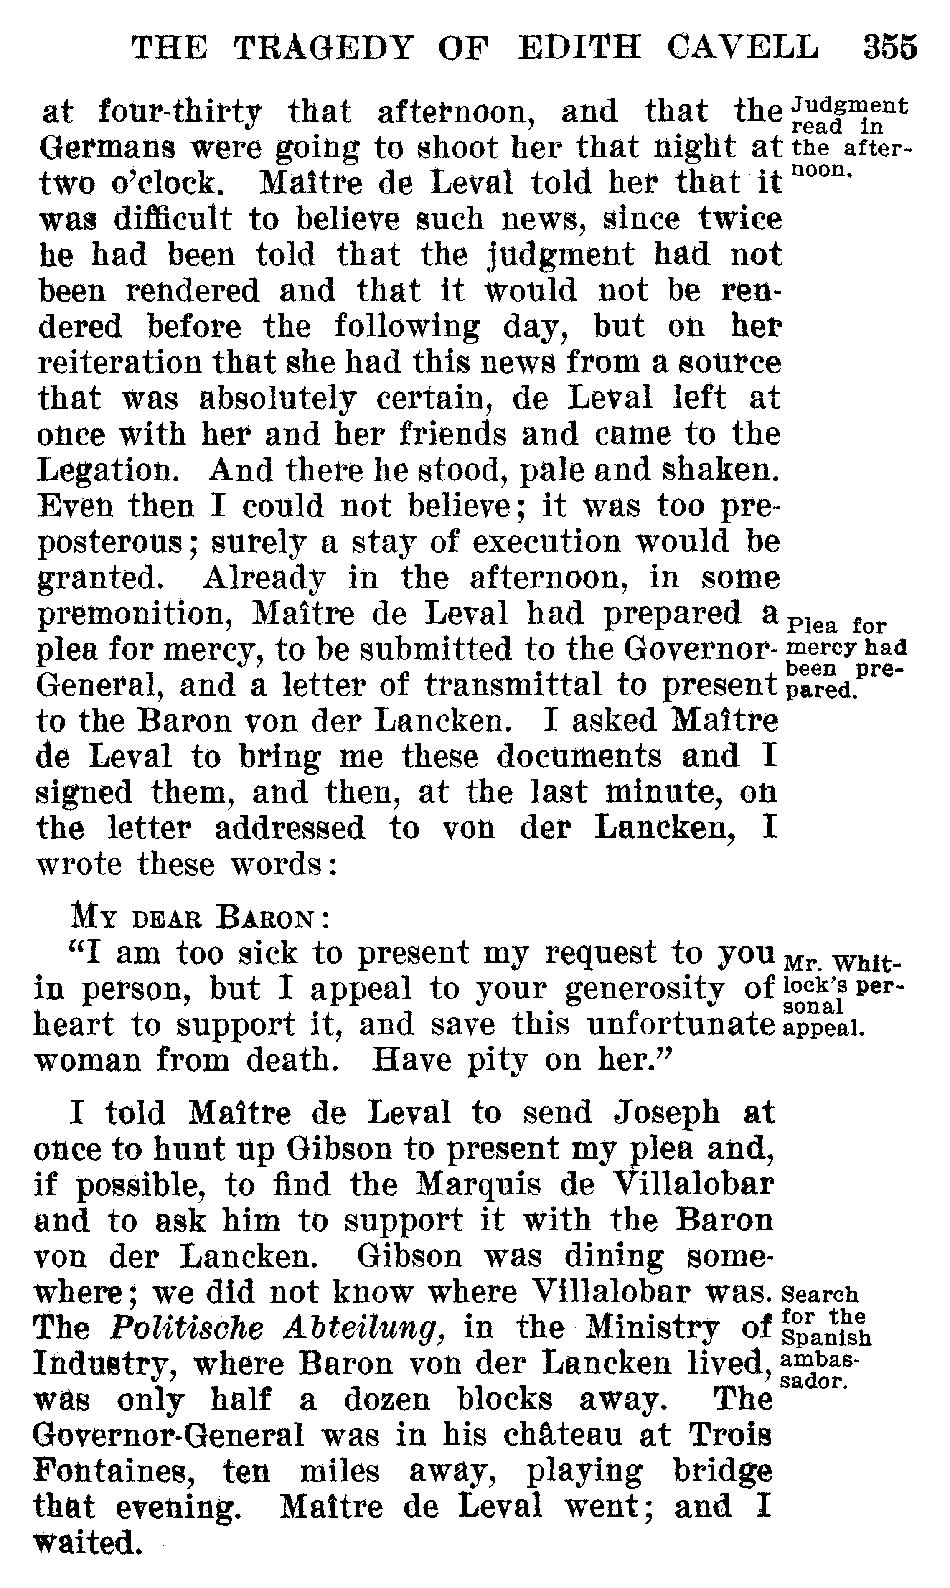 THE TRAGEDY OF EDITH CAVELL 355
at four-thirty that afternoon, and that the
Germans were going to shoot her that night at
two o'clock. Maître de Leval told her that it
was difficult to believe such news, since twice
he had been told that the judgment had not
been rendered and that it would not be ren-
dered before the following day, but on her
reiteration that she had this news from a source
that was absolutely certain, de Leval left at
once with her and her friends and came to the
Legation. And there he stood, pale and shaken.
Even then I could not believe; it was too pre-
posterous; surely a stay of execution would be
granted. Already in the afternoon, in some
premonition, Maître de Leval had prepared a
plea for mercy, to be submitted to the Governor-
General, and a letter of transmittal to present
to the Baron von der Lancken. I asked Maître
de Leval to bring me these documents and I
signed them, and then, at the last minute, on
the letter addressed to von der Lancken, I
wrote these words:
MY DEAR BARON:
"I am too sick to present my request to you
in person, but I appeal to your generosity of
heart to support it, and save this unfortunate
woman from death. Have pity on her."
I told Maître de Leval to send Joseph at
once to hunt up Gibson to present my plea and,
if possible, to find the Marquis de Villalobar
and to ask him to support it with the Baron
von der Lancken. Gibson was dining some-
where; we did not know where Villalobar was.
The Politische Abteilung, in the Ministry of
Industry, where Baron von der Lancken lived,
was only half a dozen blocks away. The
Governor-General was in his château at Trois
Fontaines, ten miles away, playing bridge
that evening. Maître de Leval went; and I
waited.
Judgment
read in
the after-
noon.
Plea for
mercy had
been pre-
pared.
Mr. Whit-
lock's per-
sonal
appeal.
Search
for the
Spanish
ambas-
sador.